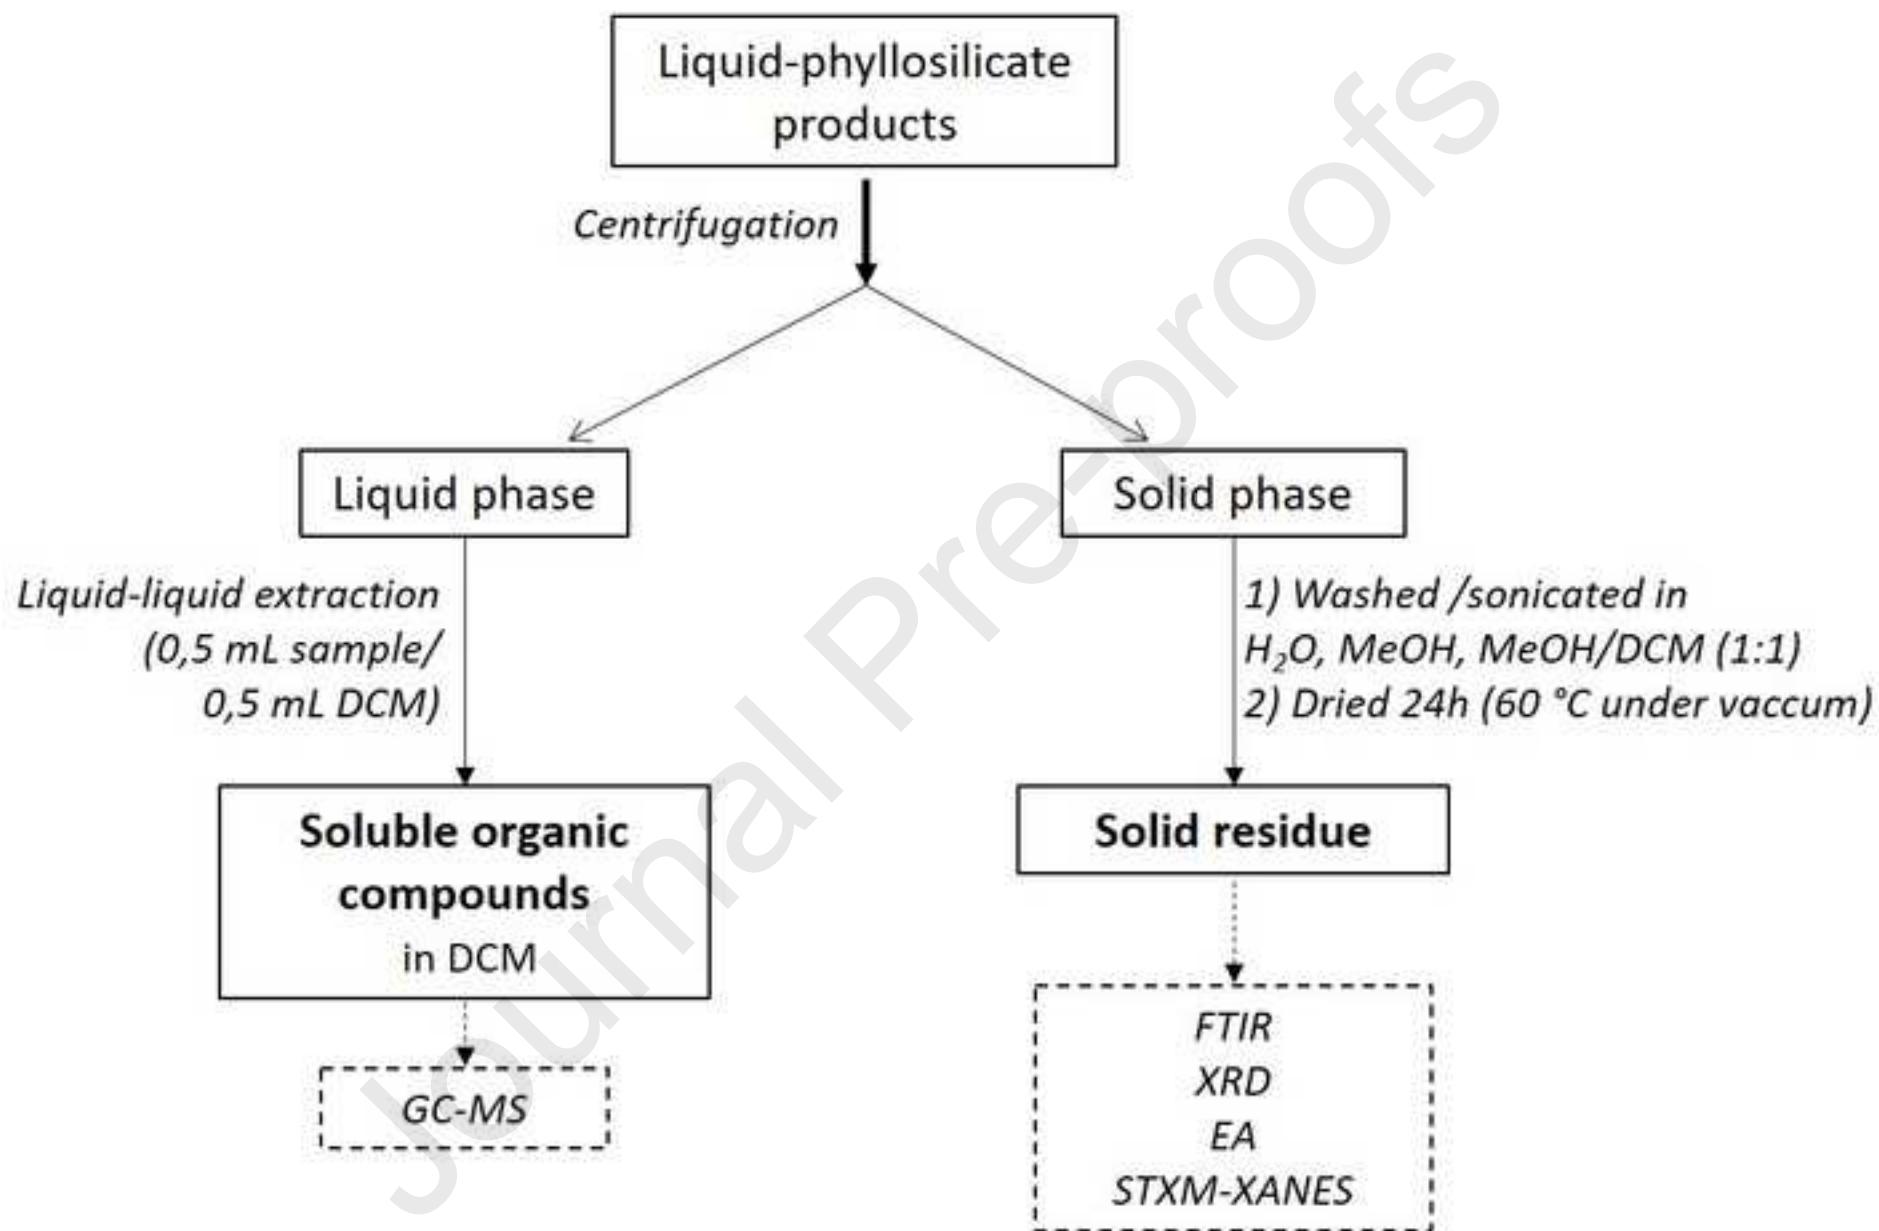 Liquid-phyllosilicate
products
Centrifugation
Liquid phase
Solid phase
Liquid-liquid extraction
(0,5 mL sample/
0,5 mL DCM)
1) Washed /sonicated in
H₂O, MeOH, MeOH/DCM (1:1)
2) Dried 24h (60 °C under vaccum)
Soluble organic
compounds
in DCM
Solid residue
GC-MS
FTIR
XRD
EA
STXM-XANES
Journal Pre-proofs